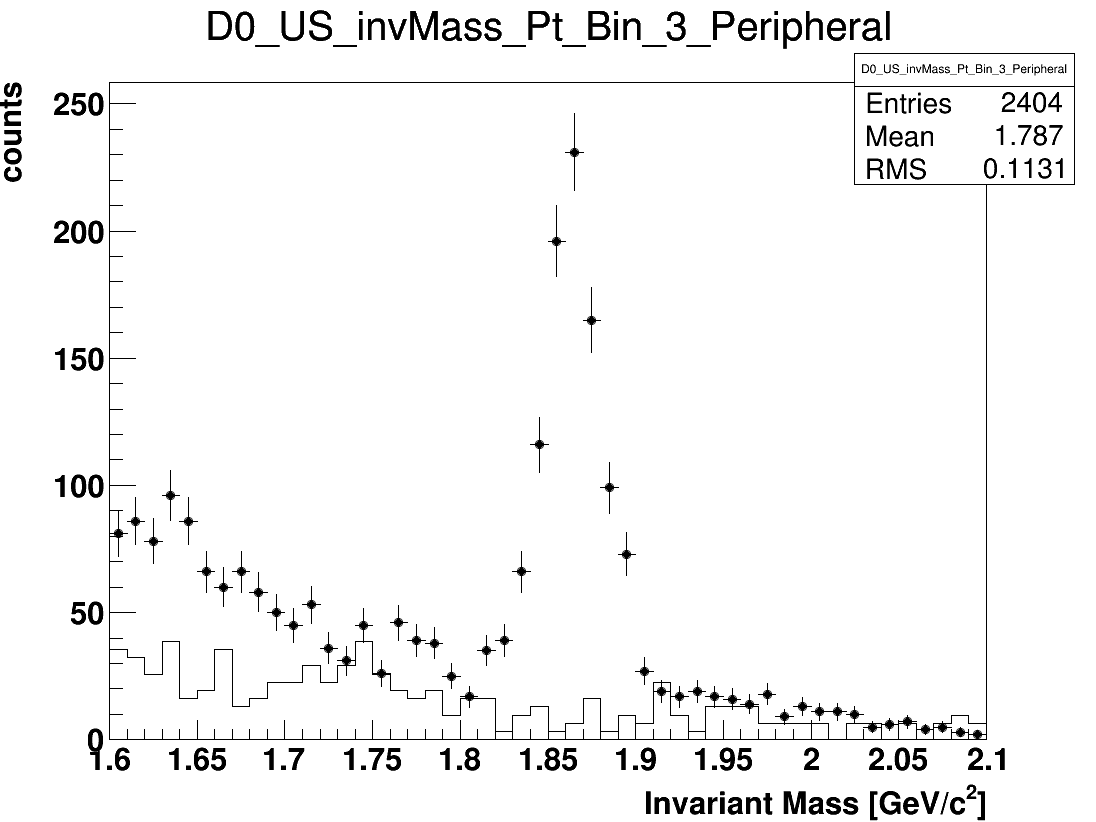 D0_US_invMass_Pt_Bin_3_Peripheral
D0_US_invMass_Pt_Bin_3_Peripheral
Entries 2404
Mean 1.787
RMS 0.1131
counts
250
200
150
100
50
0
1.6 1.65 1.7 1.75 1.8 1.85 1.9 1.95 2 2.05 2.1
Invariant Mass [GeV/c²]